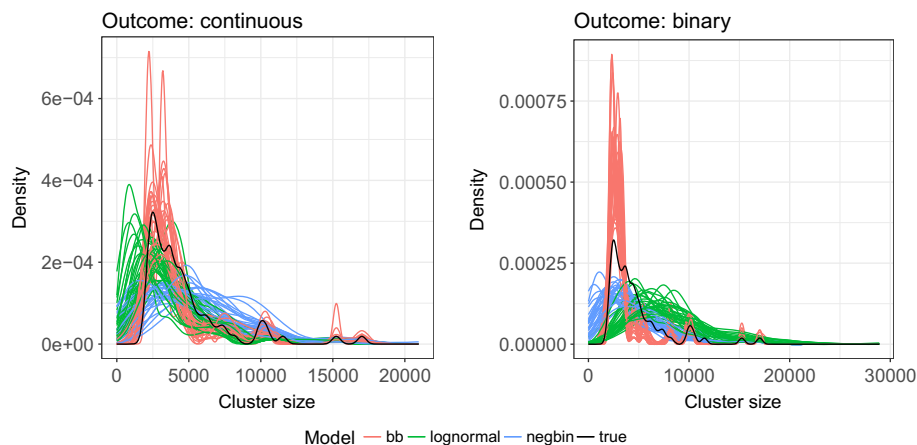 Outcome: continuous
Outcome: binary
Density
6e−04
4e−04
2e−04
0e+00
0 5000 10000 15000 20000
Cluster size
Density
0.00075
0.00050
0.00025
0.00000
0 10000 20000 30000
Cluster size
Model bb lognormal negbin true